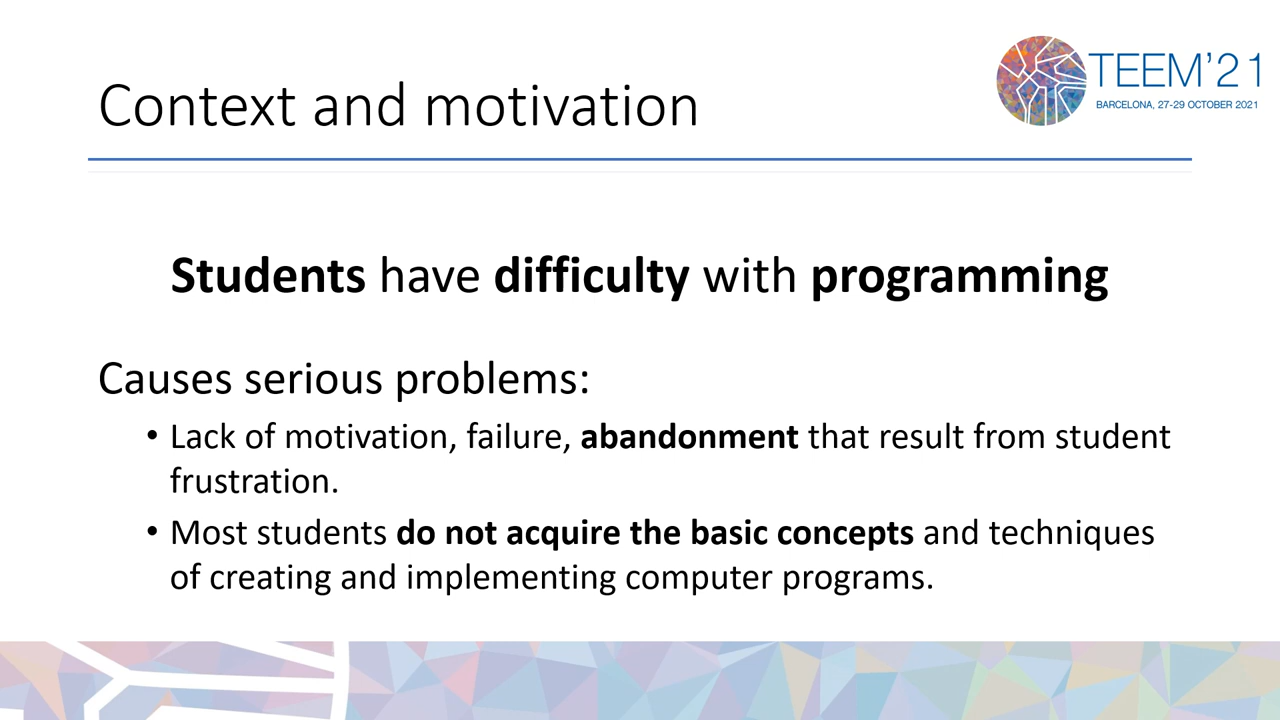 Context and motivation
TEEM'21
BARCELONA, 27-29 OCTOBER 2021
Students have difficulty with programming
Causes serious problems:
• Lack of motivation, failure, abandonment that result from student
frustration.
• Most students do not acquire the basic concepts and techniques
of creating and implementing computer programs.